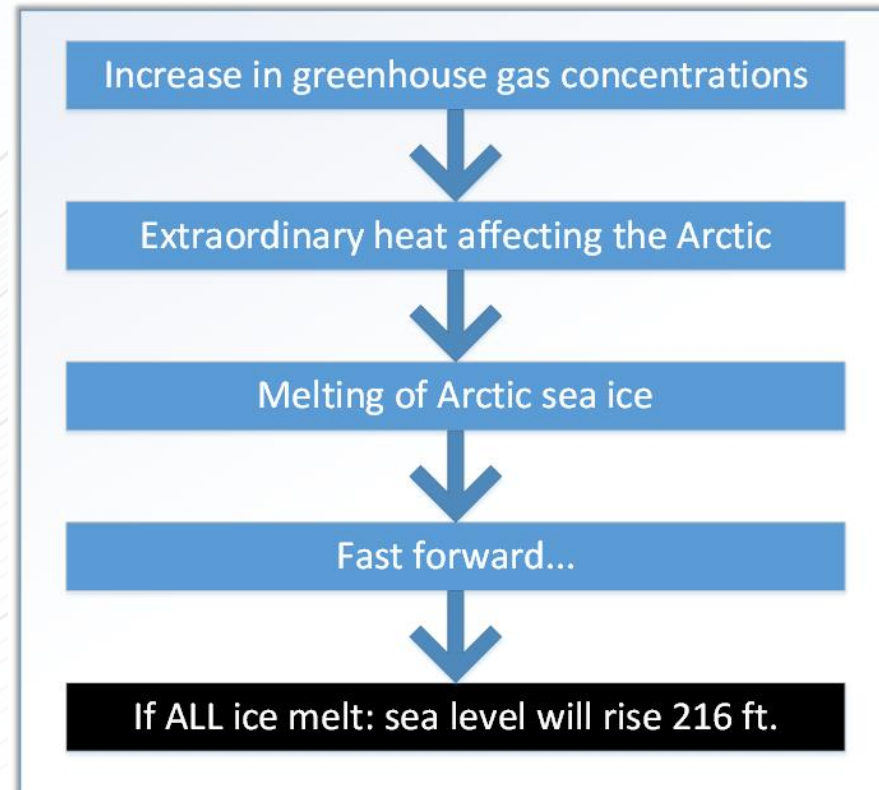 Increase in greenhouse gas concentrations
Extraordinary heat affecting the Arctic
Melting of Arctic sea ice
Fast forward...
If ALL ice melt: sea level will rise 216 ft.